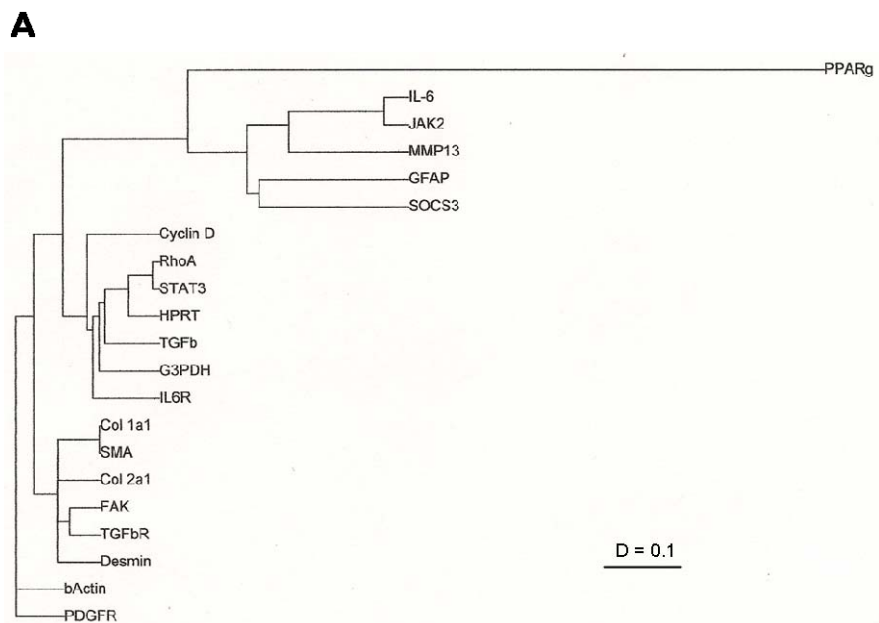 A
PPARg
IL-6
JAK2
MMP13
GFAP
SOCS3
Cyclin D
RhoA
STAT3
HPRT
TGFb
G3PDH
IL6R
Col 1a1
SMA
Col 2a1
FAK
TGFbR
Desmin
D = 0.1
bActin
PDGFR